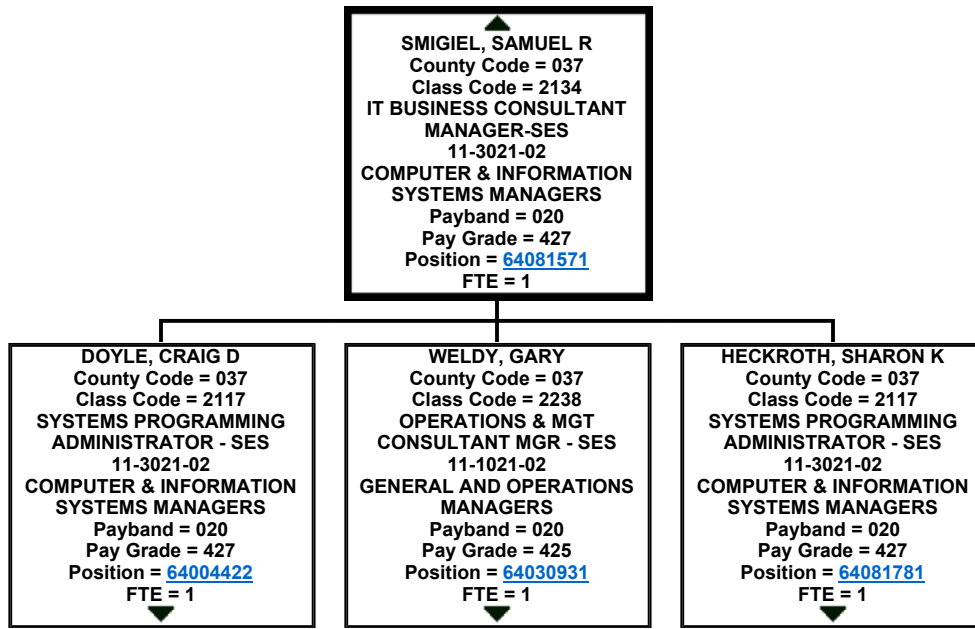 SMIGIEL, SAMUEL R
County Code = 037
Class Code = 2134
IT BUSINESS CONSULTANT
MANAGER-SES
11-3021-02
COMPUTER & INFORMATION
SYSTEMS MANAGERS
Payband = 020
Pay Grade = 427
Position = 64081571
FTE = 1
DOYLE, CRAIG D
County Code = 037
Class Code = 2117
SYSTEMS PROGRAMMING
ADMINISTRATOR - SES
11-3021-02
COMPUTER & INFORMATION
SYSTEMS MANAGERS
Payband = 020
Pay Grade = 427
Position = 64004422
FTE = 1
WELDY, GARY
County Code = 037
Class Code = 2238
OPERATIONS & MGT
CONSULTANT MGR - SES
11-1021-02
GENERAL AND OPERATIONS
MANAGERS
Payband = 020
Pay Grade = 425
Position = 64030931
FTE = 1
HECKROTH, SHARON K
County Code = 037
Class Code = 2117
SYSTEMS PROGRAMMING
ADMINISTRATOR - SES
11-3021-02
COMPUTER & INFORMATION
SYSTEMS MANAGERS
Payband = 020
Pay Grade = 427
Position = 64081781
FTE = 1